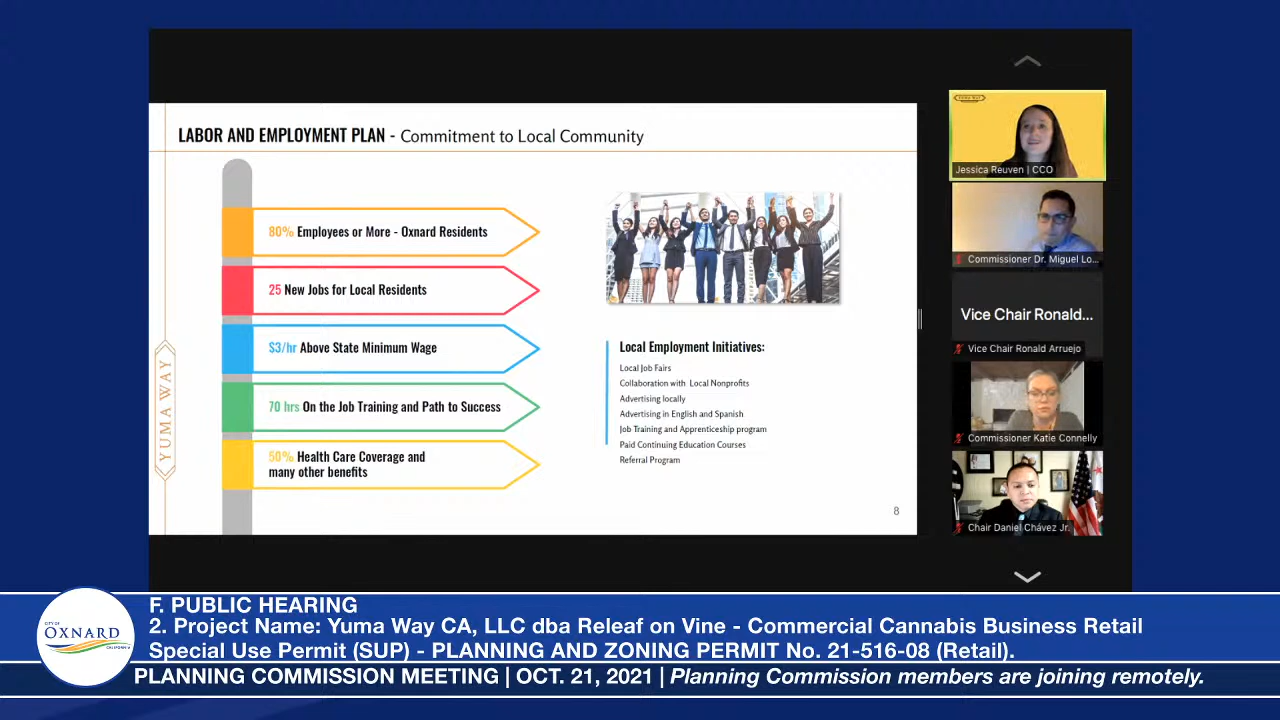 LABOR AND EMPLOYMENT PLAN - Commitment to Local Community
80% Employees or More - Oxnard Residents
25 New Jobs for Local Residents
$3/hr Above State Minimum Wage
70 hrs On the Job Training and Path to Success
50% Health Care Coverage and
many other benefits
YUMA WAY
Local Employment Initiatives:
Local Job Fairs
Collaboration with Local Nonprofits
Advertising locally
Advertising in English and Spanish
Job Training and Apprenticeship program
Paid Continuing Education Courses
Referral Program
8
YUMA WAY
Jessica Reuven | CCO
Commissioner Dr. Miguel Lo...
Vice Chair Ronald...
Vice Chair Ronald Arruejo
Commissioner Katie Connelly
Chair Daniel Chávez Jr.
CITY OF
OXNARD
CALIFORNIA
F. PUBLIC HEARING
2. Project Name: Yuma Way CA, LLC dba Releaf on Vine - Commercial Cannabis Business Retail
Special Use Permit (SUP) - PLANNING AND ZONING PERMIT No. 21-516-08 (Retail).
PLANNING COMMISSION MEETING | OCT. 21, 2021 | Planning Commission members are joining remotely.